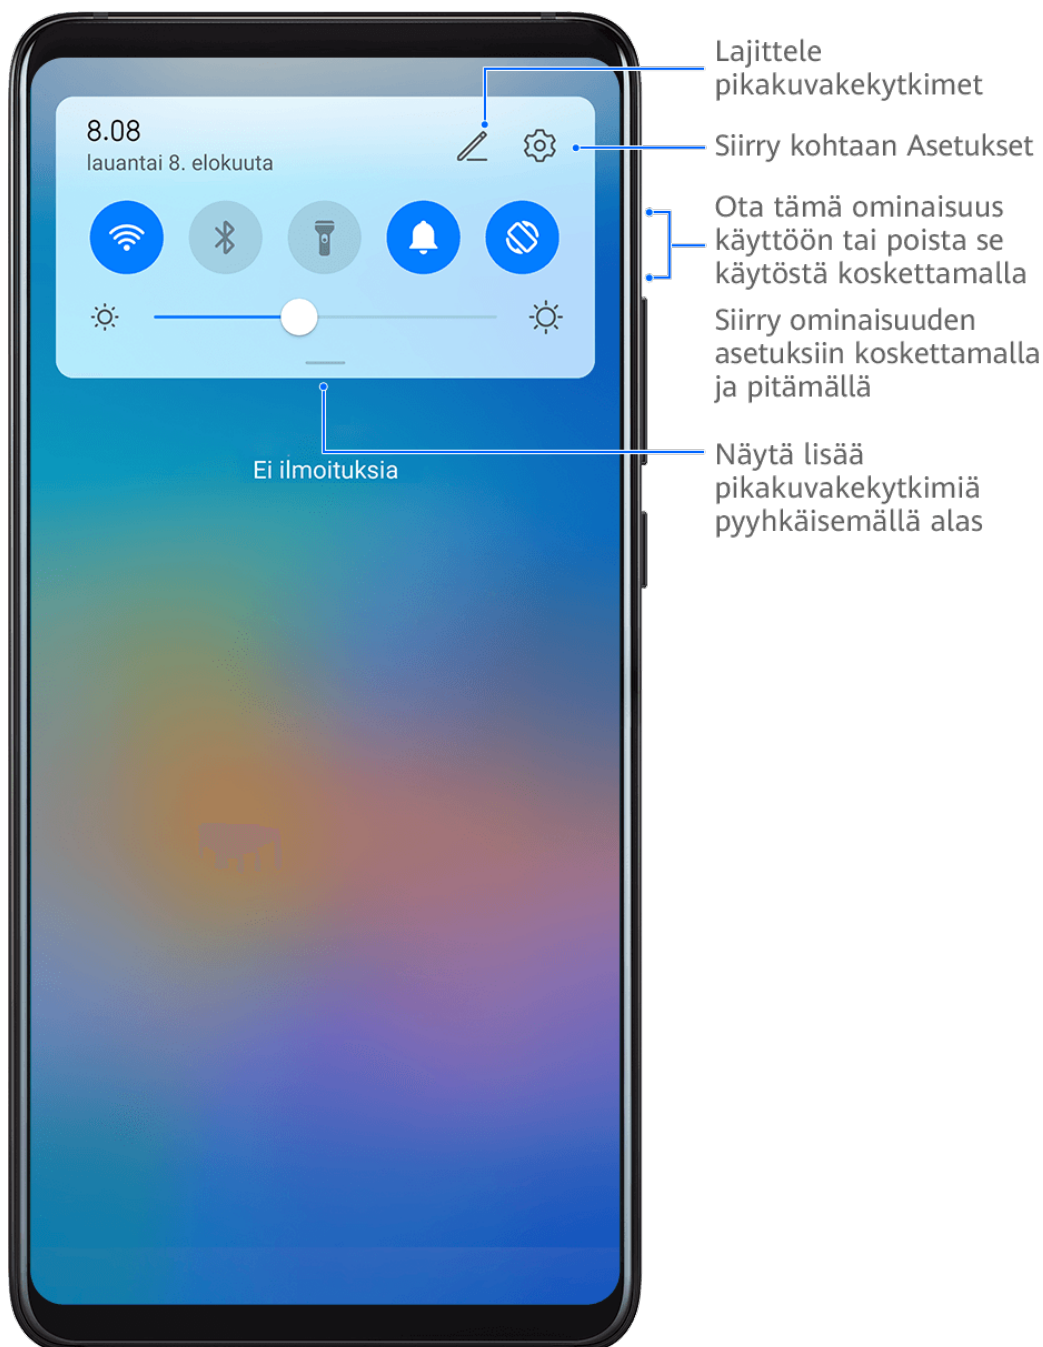 8.08
lauantai 8. elokuuta
Ei ilmoituksia
Lajittele
pikakuvakekytkimet
Siirry kohtaan Asetukset
Ota tämä ominaisuus
käyttöön tai poista se
käytöstä koskettamalla
Siirry ominaisuuden
asetuksiin koskettamalla
ja pitämällä
Näytä lisää
pikakuvakekytkimiä
pyyhkäisemällä alas